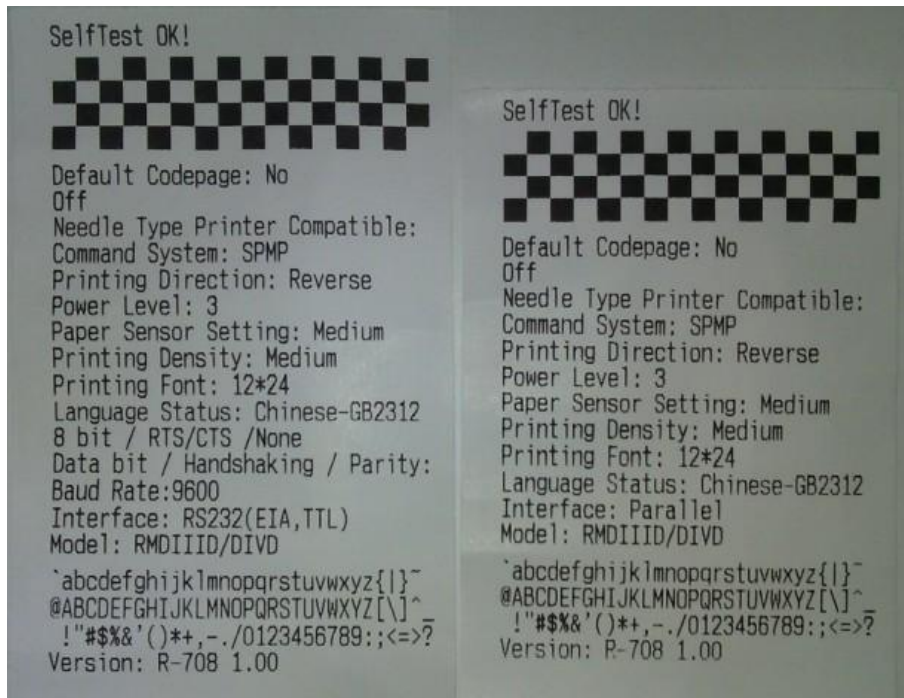 SelfTest OK!
Default Codepage: No
Off
Needle Type Printer Compatible:
Command System: SPMP
Printing Direction: Reverse
Power Level: 3
Paper Sensor Setting: Medium
Printing Density: Medium
Printing Font: 12*24
Language Status: Chinese-GB2312
8 bit / RTS/CTS /None
Data bit / Handshaking / Parity:
Baud Rate:9600
Interface: RS232(EIA,TTL)
Model: RMDIIID/DIVD
`abcdefghijklmnopqrstuvwxyz{|}~
@ABCDEFGHIJKLMNOPQRSTUVWXYZ[\]^_
!"#$%&'()*+,-./0123456789:;<=>?
Version: R-708 1.00
SelfTest OK!
Default Codepage: No
Off
Needle Type Printer Compatible:
Command System: SPMP
Printing Direction: Reverse
Power Level: 3
Paper Sensor Setting: Medium
Printing Density: Medium
Printing Font: 12*24
Language Status: Chinese-GB2312
Interface: Parallel
Model: RMDIIID/DIVD
`abcdefghijklmnopqrstuvwxyz{|}~
@ABCDEFGHIJKLMNOPQRSTUVWXYZ[\]^_
!"#$%&'()*+,-./0123456789:;<=>?
Version: R-708 1.00